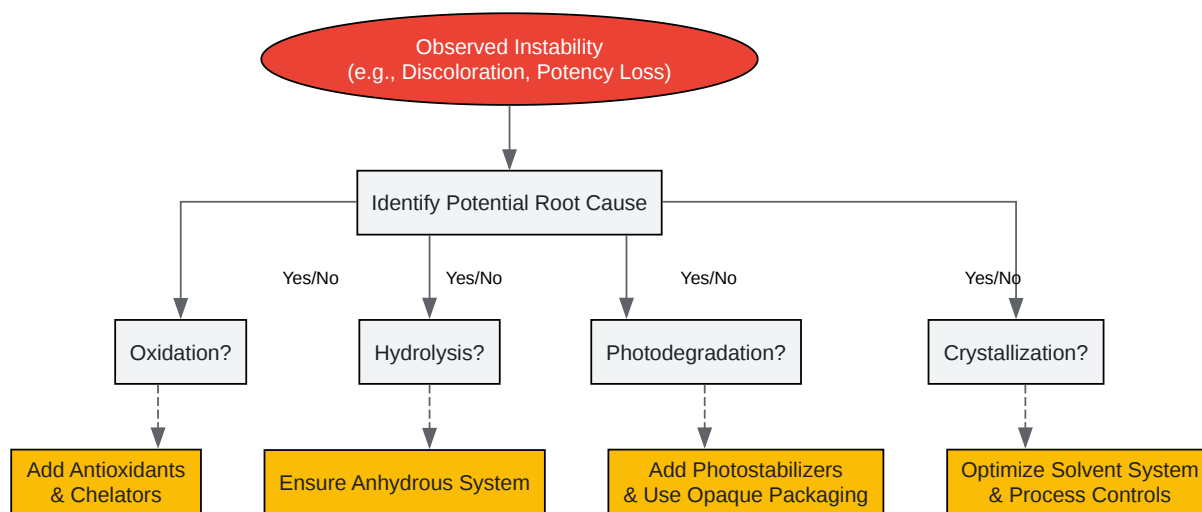 Observed Instability
(e.g., Discoloration, Potency Loss)
Identify Potential Root Cause
Yes/No
Yes/No
Yes/No
Yes/No
Oxidation?
Hydrolysis?
Photodegradation?
Crystallization?
Add Antioxidants
& Chelators
Ensure Anhydrous System
Add Photostabilizers
& Use Opaque Packaging
Optimize Solvent System
& Process Controls